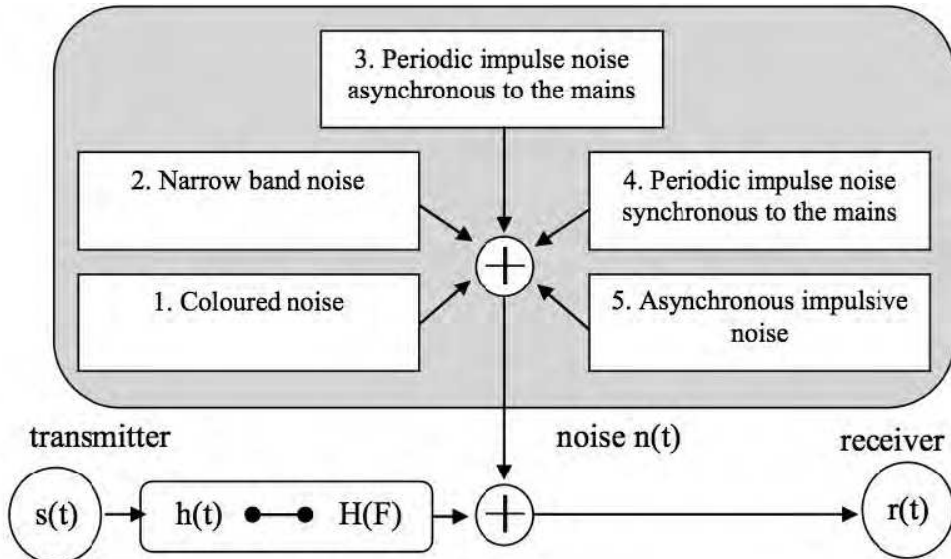 3. Periodic impulse noise
asynchronous to the mains
2. Narrow band noise
4. Periodic impulse noise
synchronous to the mains
1. Coloured noise
5. Asynchronous impulsive
noise
transmitter
noise n(t)
receiver
s(t)
h(t)
H(F)
r(t)